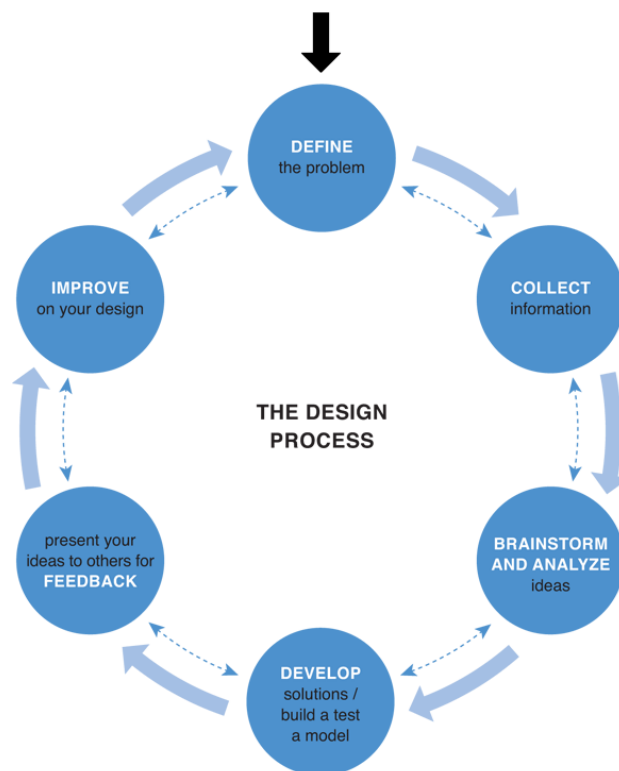 DEFINE
the problem
COLLECT
information
BRAINSTORM
AND ANALYZE
ideas
DEVELOP
solutions /
build a test
a model
present your
ideas to others for
FEEDBACK
IMPROVE
on your design
THE DESIGN
PROCESS